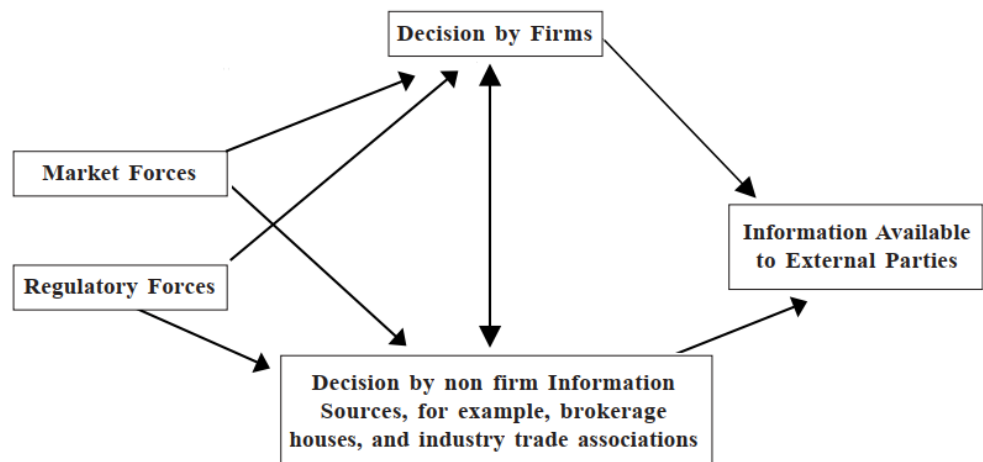 Decision by Firms
Market Forces
Regulatory Forces
Information Available
to External Parties
Decision by non firm Information
Sources, for example, brokerage
houses, and industry trade associations